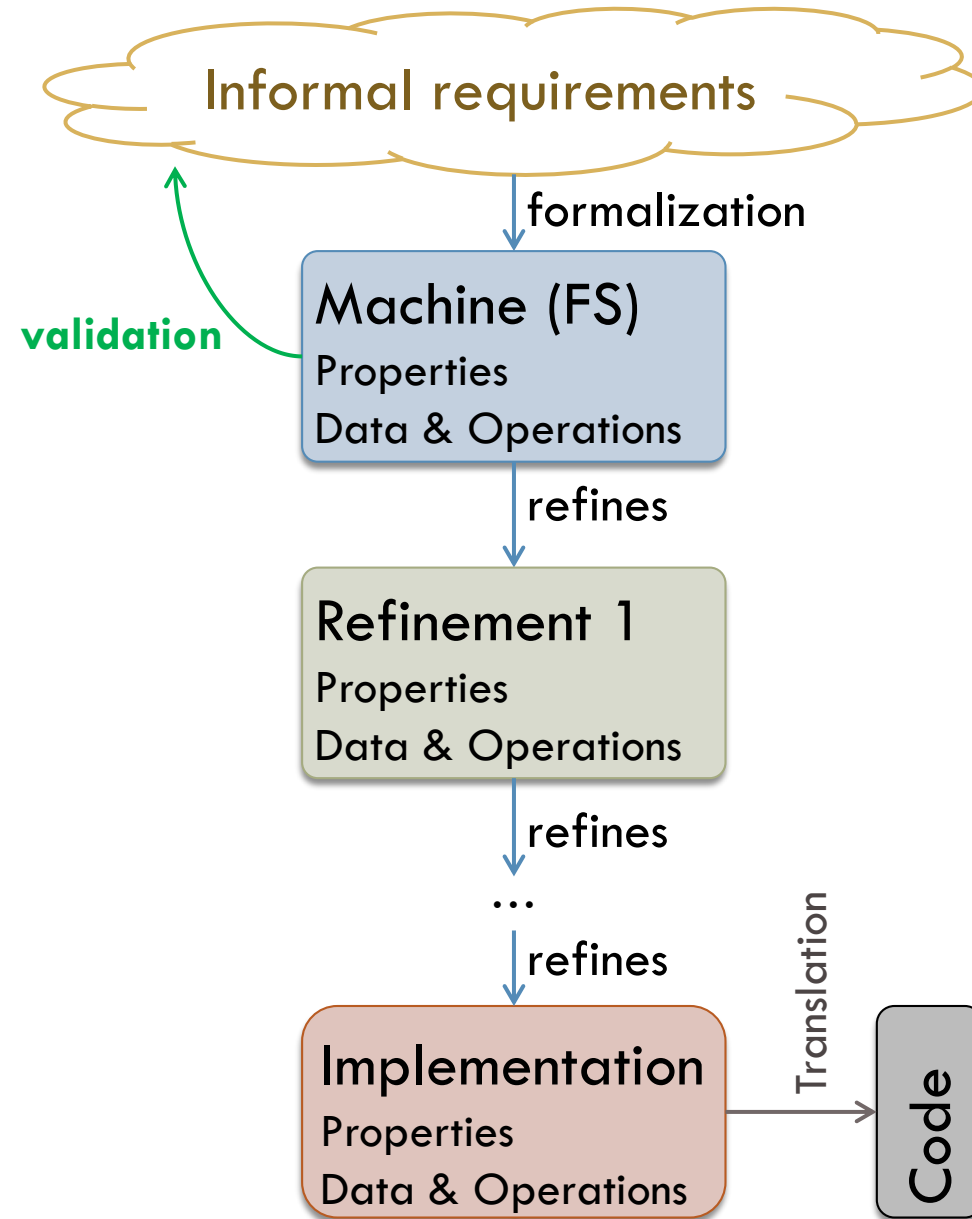 Informal requirements
formalization
validation
Machine (FS)
Properties
Data & Operations
refines
Refinement 1
Properties
Data & Operations
refines
...
refines
Translation
Implementation
Properties
Data & Operations
Code